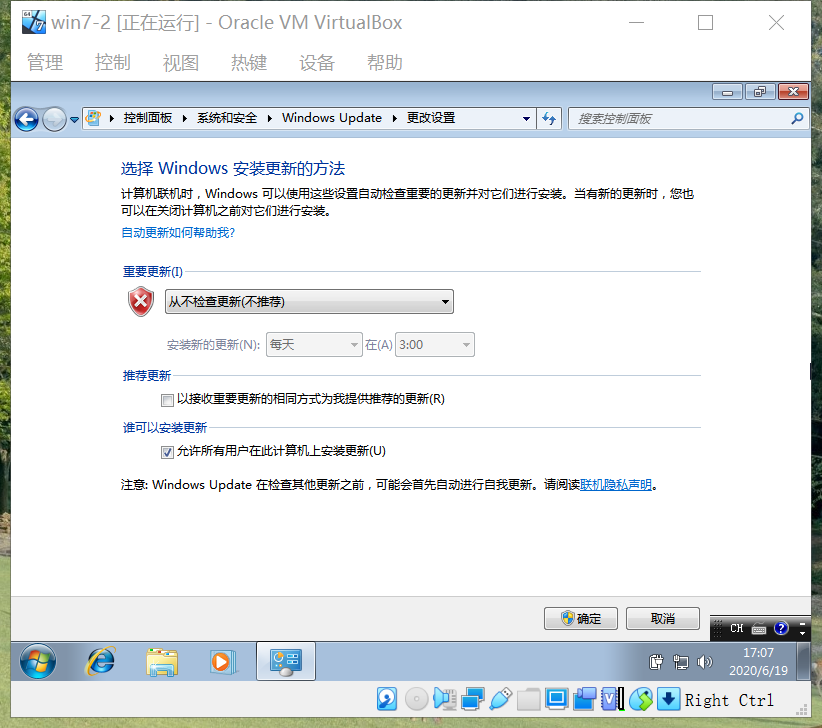 win7-2 [正在运行] - Oracle VM VirtualBox
管理 控制 视图 热键 设备 帮助
控制面板 系统和安全 Windows Update 更改设置 搜索控制面板
选择 Windows 安装更新的方法
计算机联机时，Windows 可以使用这些设置自动检查重要的更新并对它们进行安装。当有新的更新时，您也
可以在关闭计算机之前对它们进行安装。
自动更新如何帮助我?
重要更新(I)
从不检查更新(不推荐)
安装新的更新(N): 每天 在(A) 3:00
推荐更新
以接收重要更新的相同方式为我提供推荐的更新(R)
谁可以安装更新
允许所有用户在此计算机上安装更新(U)
注意: Windows Update 在检查其他更新之前，可能会首先自动进行自我更新。请阅读联机隐私声明。
确定 取消
CH
17:07
2020/6/19
Right Ctrl